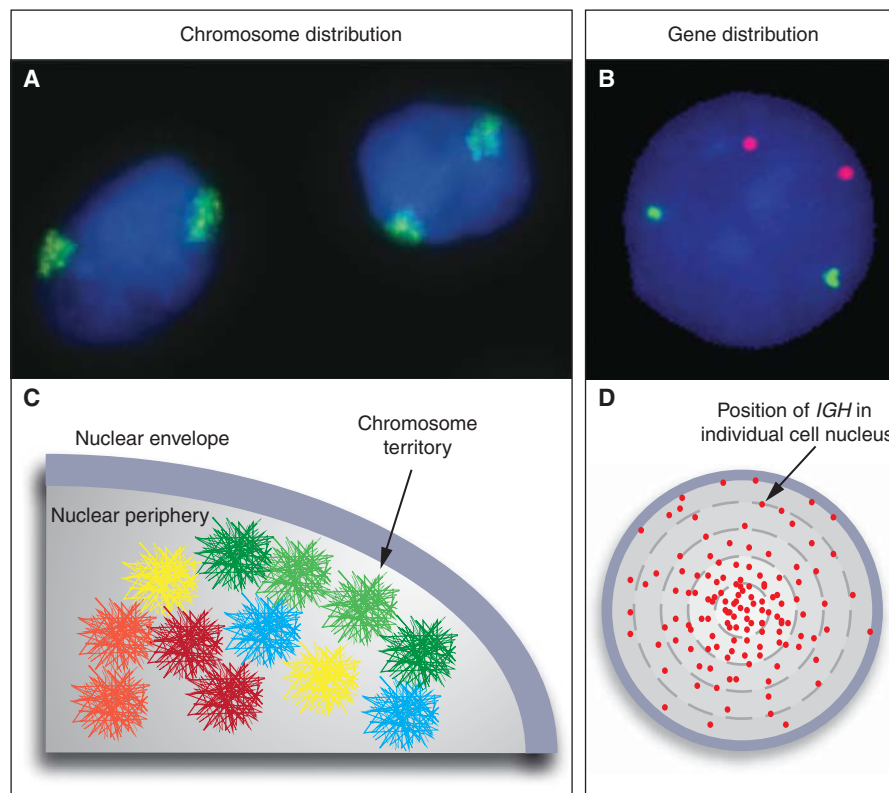 Chromosome distribution
Gene distribution
A
B
C
Nuclear envelope
Chromosome
territory
Nuclear periphery
D
Position of IGH in
individual cell nucleus